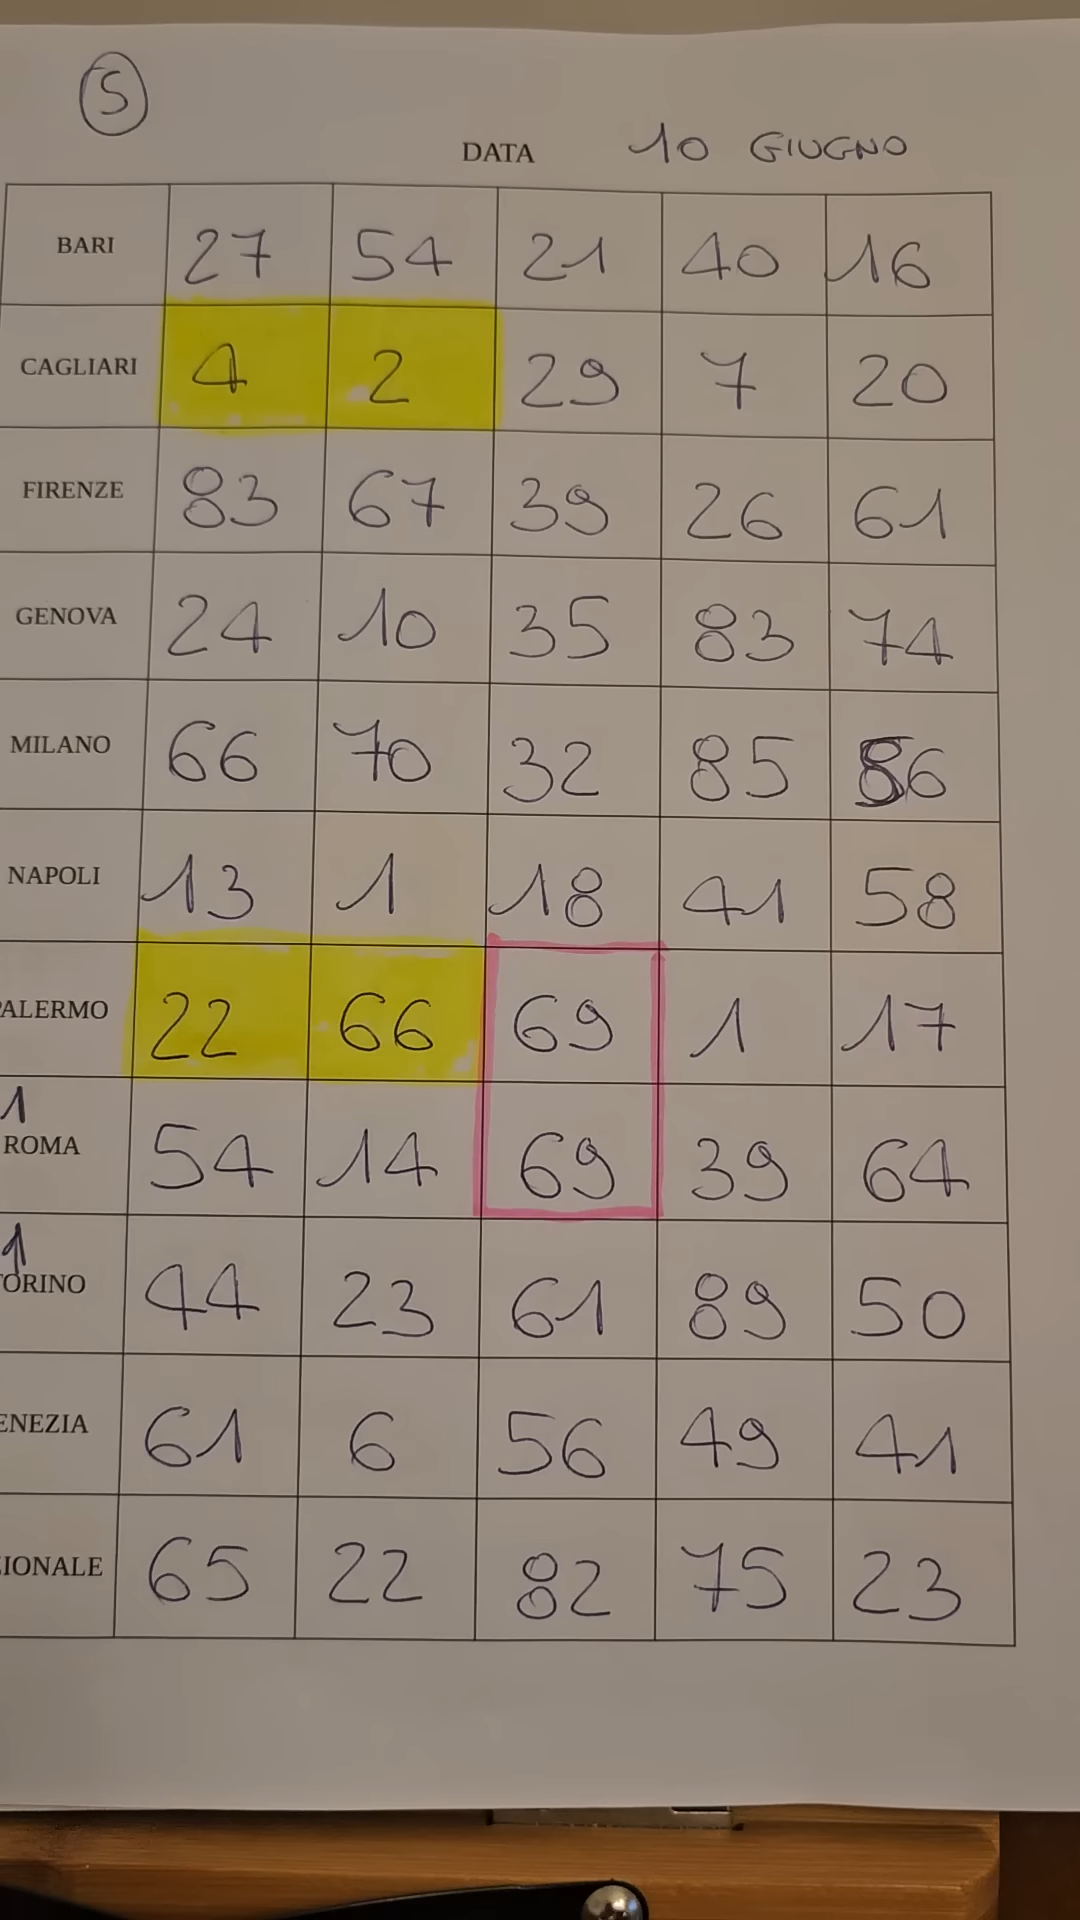 5
DATA 10 GIUGNO
BARI 27 54 21 40 16
CAGLIARI 4 2 29 7 20
FIRENZE 83 67 39 26 61
GENOVA 24 10 35 83 74
MILANO 66 70 32 85 86
NAPOLI 13 1 18 41 58
PALERMO 22 66 69 1 17
1
ROMA 54 14 69 39 64
1
TORINO 44 23 61 89 50
ENEZIA 61 6 56 49 41
ZIONALE 65 22 82 75 23